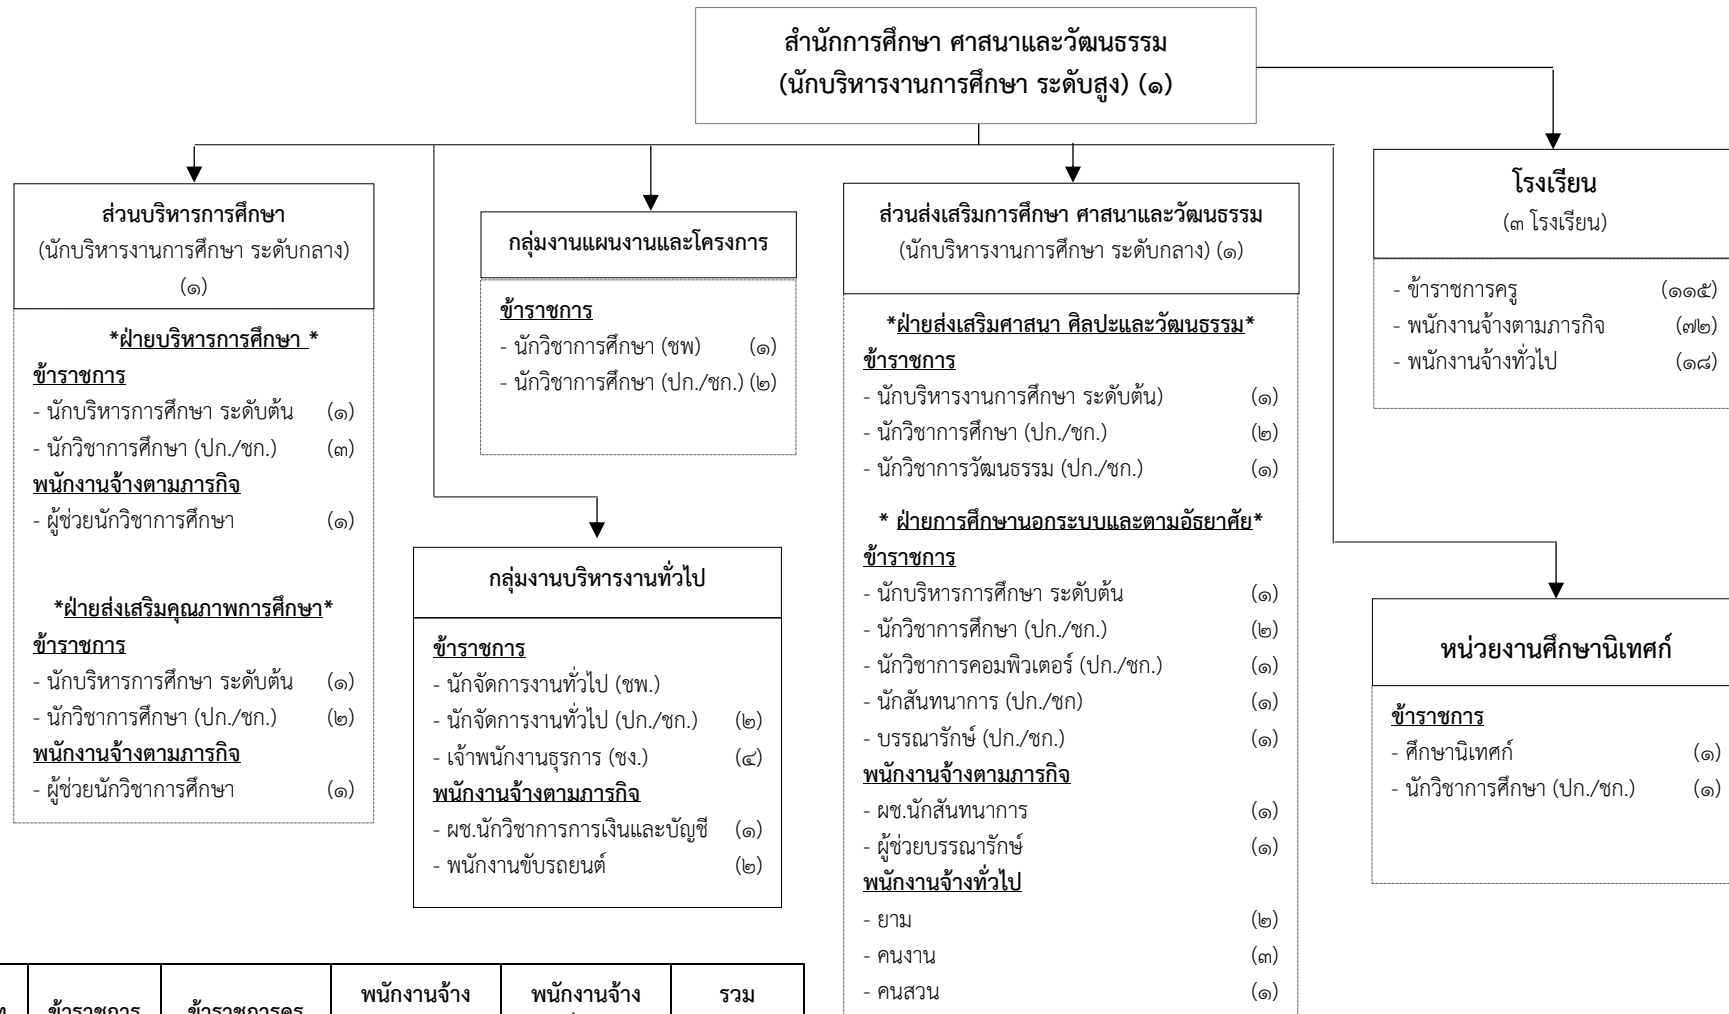 สำนักการศึกษา ศาสนาและวัฒนธรรม
(นักบริหารงานการศึกษา ระดับสูง) (๑)
ส่วนบริหารการศึกษา
(นักบริหารงานการศึกษา ระดับกลาง)
(๑)
*ฝ่ายบริหารการศึกษา *
ข้าราชการ
- นักบริหารการศึกษา ระดับต้น (๑)
- นักวิชาการศึกษา (ปก./ชก.) (๓)
พนักงานจ้างตามภารกิจ
- ผู้ช่วยนักวิชาการศึกษา (๑)
*ฝ่ายส่งเสริมคุณภาพการศึกษา*
ข้าราชการ
- นักบริหารการศึกษา ระดับต้น (๑)
- นักวิชาการศึกษา (ปก./ชก.) (๒)
พนักงานจ้างตามภารกิจ
- ผู้ช่วยนักวิชาการศึกษา (๑)
กลุ่มงานแผนงานและโครงการ
ข้าราชการ
- นักวิชาการศึกษา (ชพ) (๑)
- นักวิชาการศึกษา (ปก./ชก.) (๒)
กลุ่มงานบริหารงานทั่วไป
ข้าราชการ
- นักจัดการงานทั่วไป (ชพ.)
- นักจัดการงานทั่วไป (ปก./ชก.) (๒)
- เจ้าพนักงานธุรการ (ชง.) (๔)
พนักงานจ้างตามภารกิจ
- ผช.นักวิชาการการเงินและบัญชี (๑)
- พนักงานขับรถยนต์ (๒)
ส่วนส่งเสริมการศึกษา ศาสนาและวัฒนธรรม
(นักบริหารงานการศึกษา ระดับกลาง) (๑)
*ฝ่ายส่งเสริมศาสนา ศิลปะและวัฒนธรรม*
ข้าราชการ
- นักบริหารงานการศึกษา ระดับต้น) (๑)
- นักวิชาการศึกษา (ปก./ชก.) (๒)
- นักวิชาการวัฒนธรรม (ปก./ชก.) (๑)
* ฝ่ายการศึกษานอกระบบและตามอัธยาศัย*
ข้าราชการ
- นักบริหารการศึกษา ระดับต้น (๑)
- นักวิชาการศึกษา (ปก./ชก.) (๒)
- นักวิชาการคอมพิวเตอร์ (ปก./ชก.) (๑)
- นักสันทนาการ (ปก./ชก) (๑)
- บรรณารักษ์ (ปก./ชก.) (๑)
พนักงานจ้างตามภารกิจ
- ผช.นักสันทนาการ (๑)
- ผู้ช่วยบรรณารักษ์ (๑)
พนักงานจ้างทั่วไป
- ยาม (๒)
- คนงาน (๓)
- คนสวน (๑)
โรงเรียน
(๓ โรงเรียน)
- ข้าราชการครู (๑๑๕)
- พนักงานจ้างตามภารกิจ (๗๒)
- พนักงานจ้างทั่วไป (๑๘)
หน่วยงานศึกษานิเทศก์
ข้าราชการ
- ศึกษานิเทศก์ (๑)
- นักวิชาการศึกษา (ปก./ชก.) (๑)
ข้าราชการ ข้าราชการครู พนักงานจ้าง พนักงานจ้าง รวม